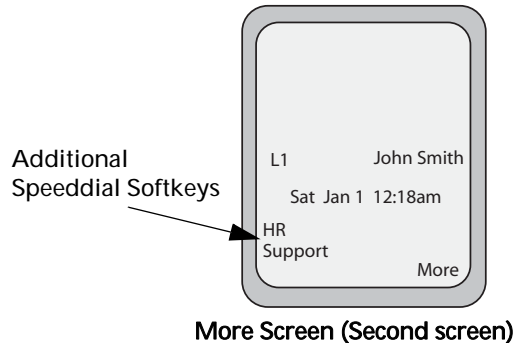 Additional
Speeddial Softkeys
L1 John Smith
Sat Jan 1 12:18am
HR
Support
More
More Screen (Second screen)